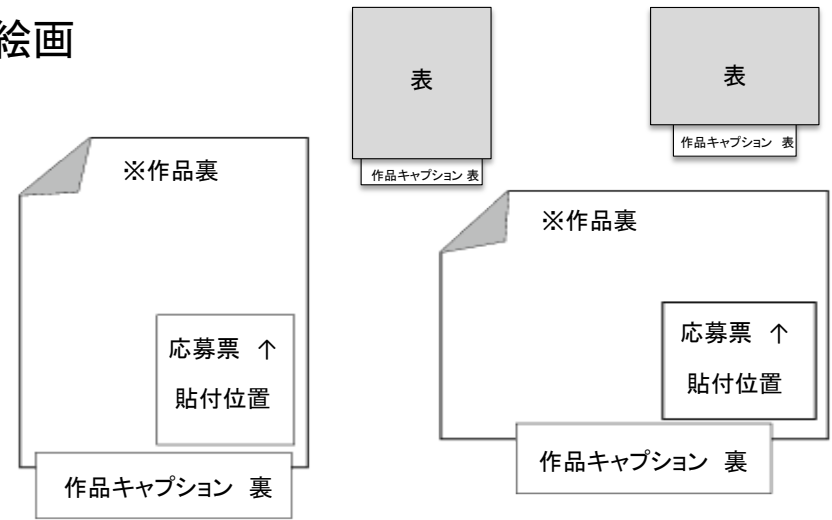 絵画
表
作品キャプション 表
表
作品キャプション 表
※作品裏
応募票 ↑
貼付位置
作品キャプション 裏
※作品裏
応募票 ↑
貼付位置
作品キャプション 裏